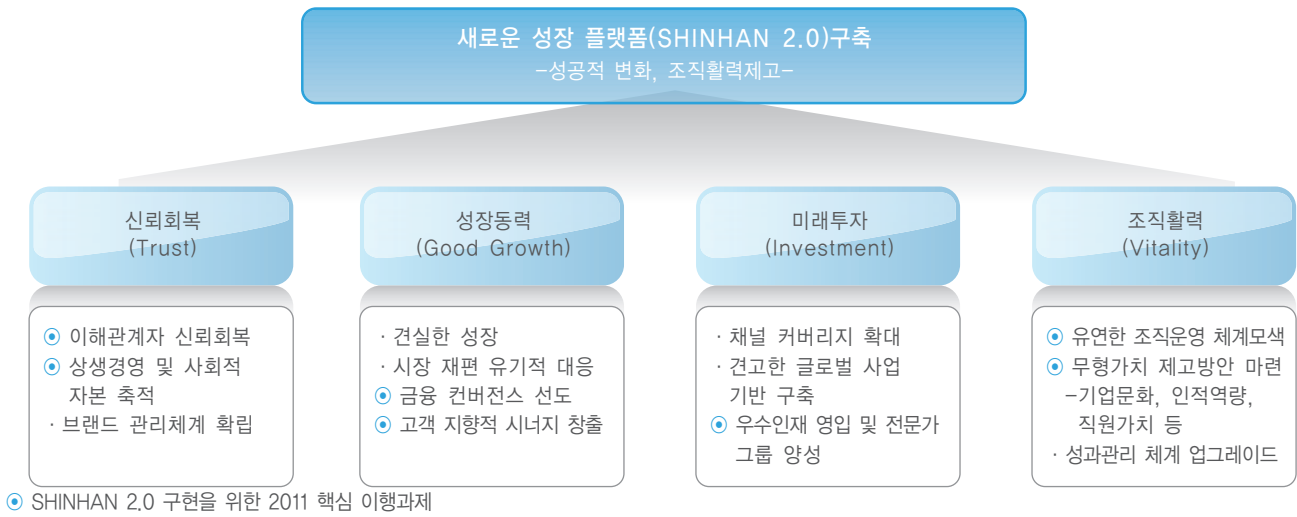 새로운 성장 플랫폼(SHINHAN 2.0)구축
-성공적 변화, 조직활력제고-
신뢰회복
(Trust)
⊙ 이해관계자 신뢰회복
⊙ 상생경영 및 사회적
자본 축적
· 브랜드 관리체계 확립
성장동력
(Good Growth)
· 견실한 성장
· 시장 재편 유기적 대응
⊙ 금융 컨버전스 선도
⊙ 고객 지향적 시너지 창출
미래투자
(Investment)
· 채널 커버리지 확대
· 견고한 글로벌 사업
기반 구축
⊙ 우수인재 영입 및 전문가
그룹 양성
조직활력
(Vitality)
⊙ 유연한 조직운영 체계모색
⊙ 무형가치 제고방안 마련
-기업문화, 인적역량,
직원가치 등
· 성과관리 체계 업그레이드
⊙ SHINHAN 2.0 구현을 위한 2011 핵심 이행과제